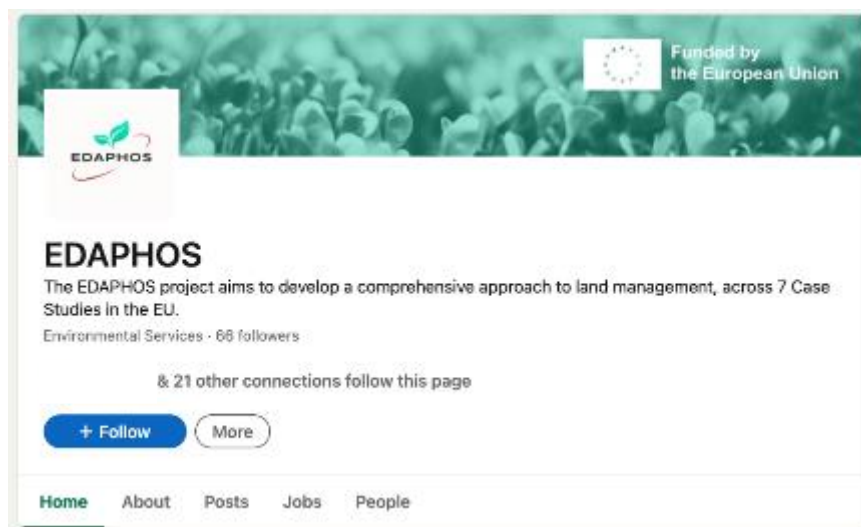 Funded by
the European Union
EDAPHOS
EDAPHOS
The EDAPHOS project aims to develop a comprehensive approach to land management, across 7 Case
Studies in the EU.
Environmental Services · 66 followers
& 21 other connections follow this page
+ Follow
More
Home About Posts Jobs People